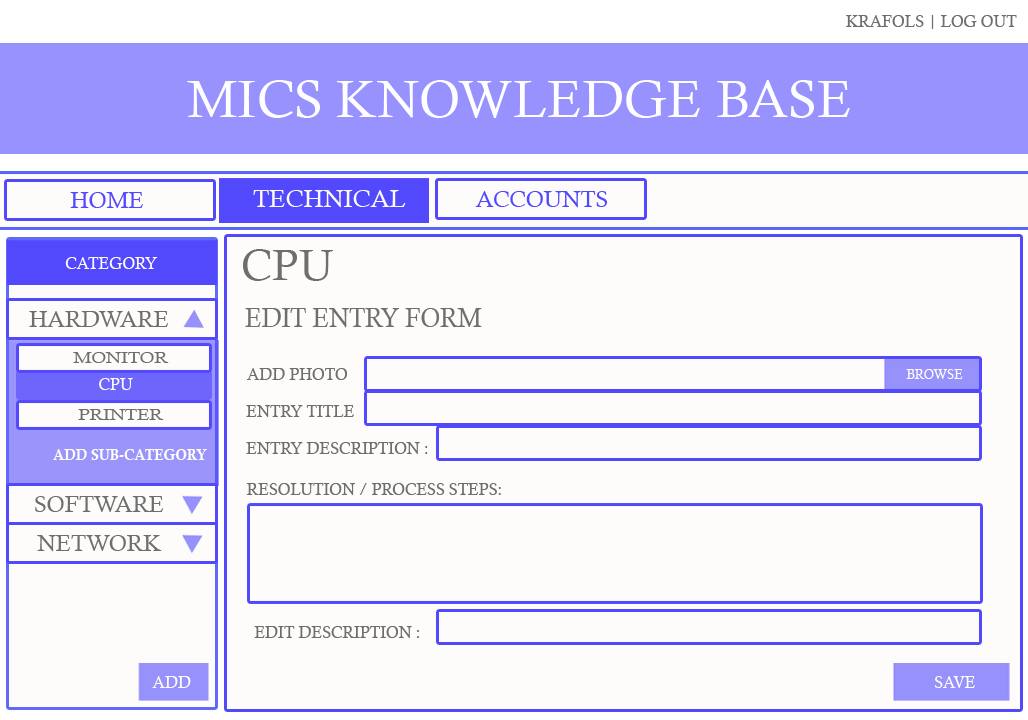 KRAFOLS | LOG OUT
MICS KNOWLEDGE BASE
HOME
TECHNICAL
ACCOUNTS
CATEGORY
HARDWARE
MONITOR
CPU
PRINTER
ADD SUB-CATEGORY
SOFTWARE
NETWORK
ADD
CPU
EDIT ENTRY FORM
ADD PHOTO
BROWSE
ENTRY TITLE
ENTRY DESCRIPTION :
RESOLUTION / PROCESS STEPS:
EDIT DESCRIPTION :
SAVE